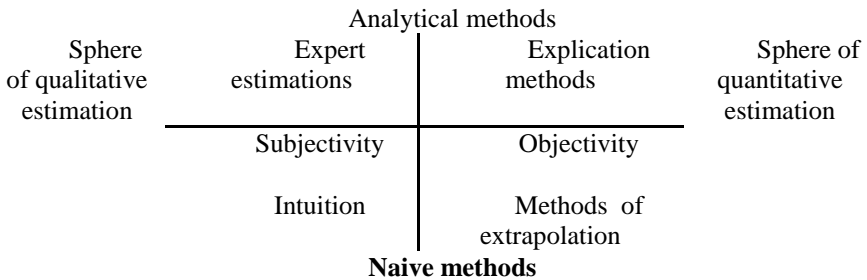 Analytical methods
Sphere Expert Explication Sphere of
of qualitative estimations methods quantitative
estimation estimation
Subjectivity Objectivity
Intuition Methods of
extrapolation
Naive methods